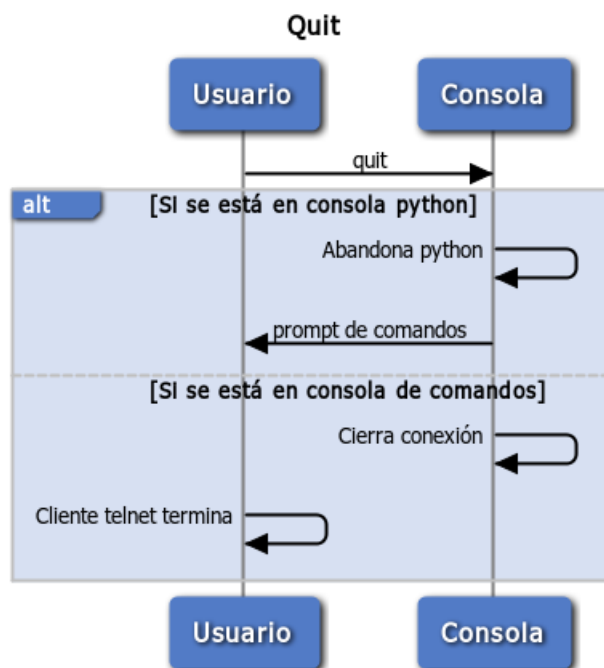 Quit
Usuario
Consola
quit
alt
[SI se está en consola python]
Abandona python
prompt de comandos
[SI se está en consola de comandos]
Cierra conexión
Cliente telnet termina
Usuario
Consola